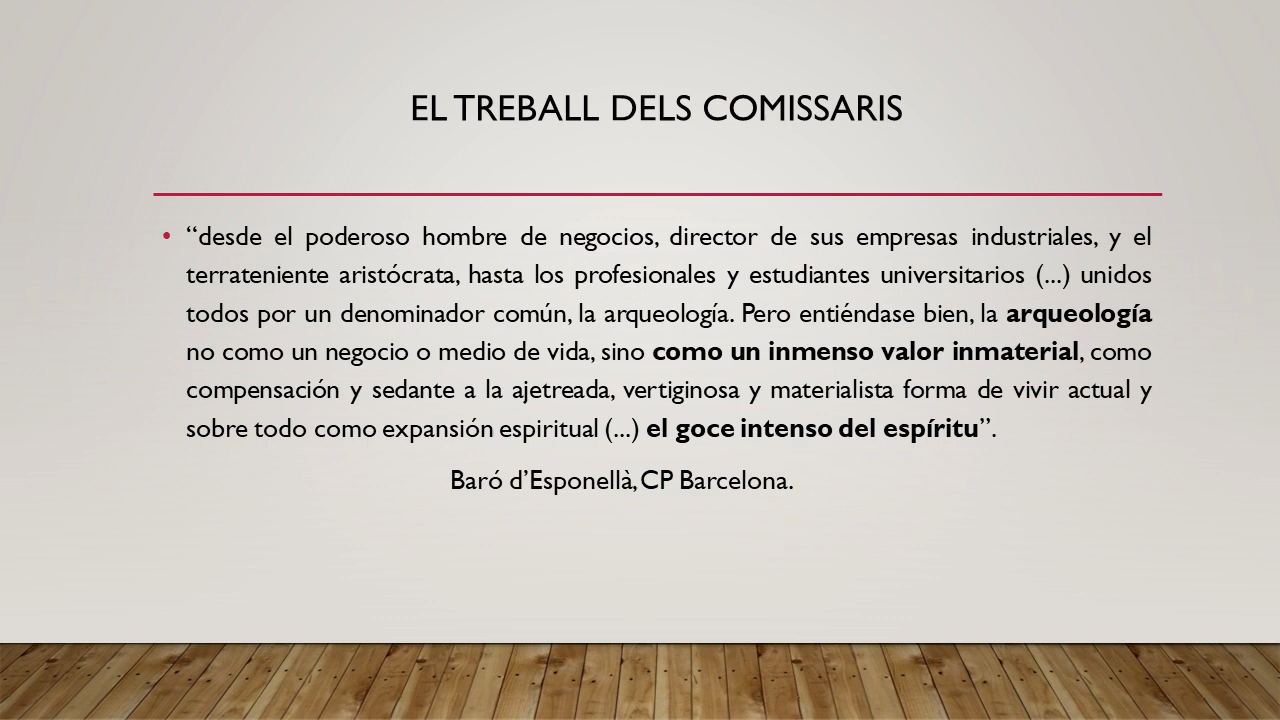 EL TREBALL DELS COMISSARIS
• “desde el poderoso hombre de negocios, director de sus empresas industriales, y el
terrateniente aristócrata, hasta los profesionales y estudiantes universitarios (...) unidos
todos por un denominador común, la arqueología. Pero entiéndase bien, la arqueología
no como un negocio o medio de vida, sino como un inmenso valor inmaterial, como
compensación y sedante a la ajetreada, vertiginosa y materialista forma de vivir actual y
sobre todo como expansión espiritual (...) el goce intenso del espíritu”.
Baró d’Esponellà, CP Barcelona.